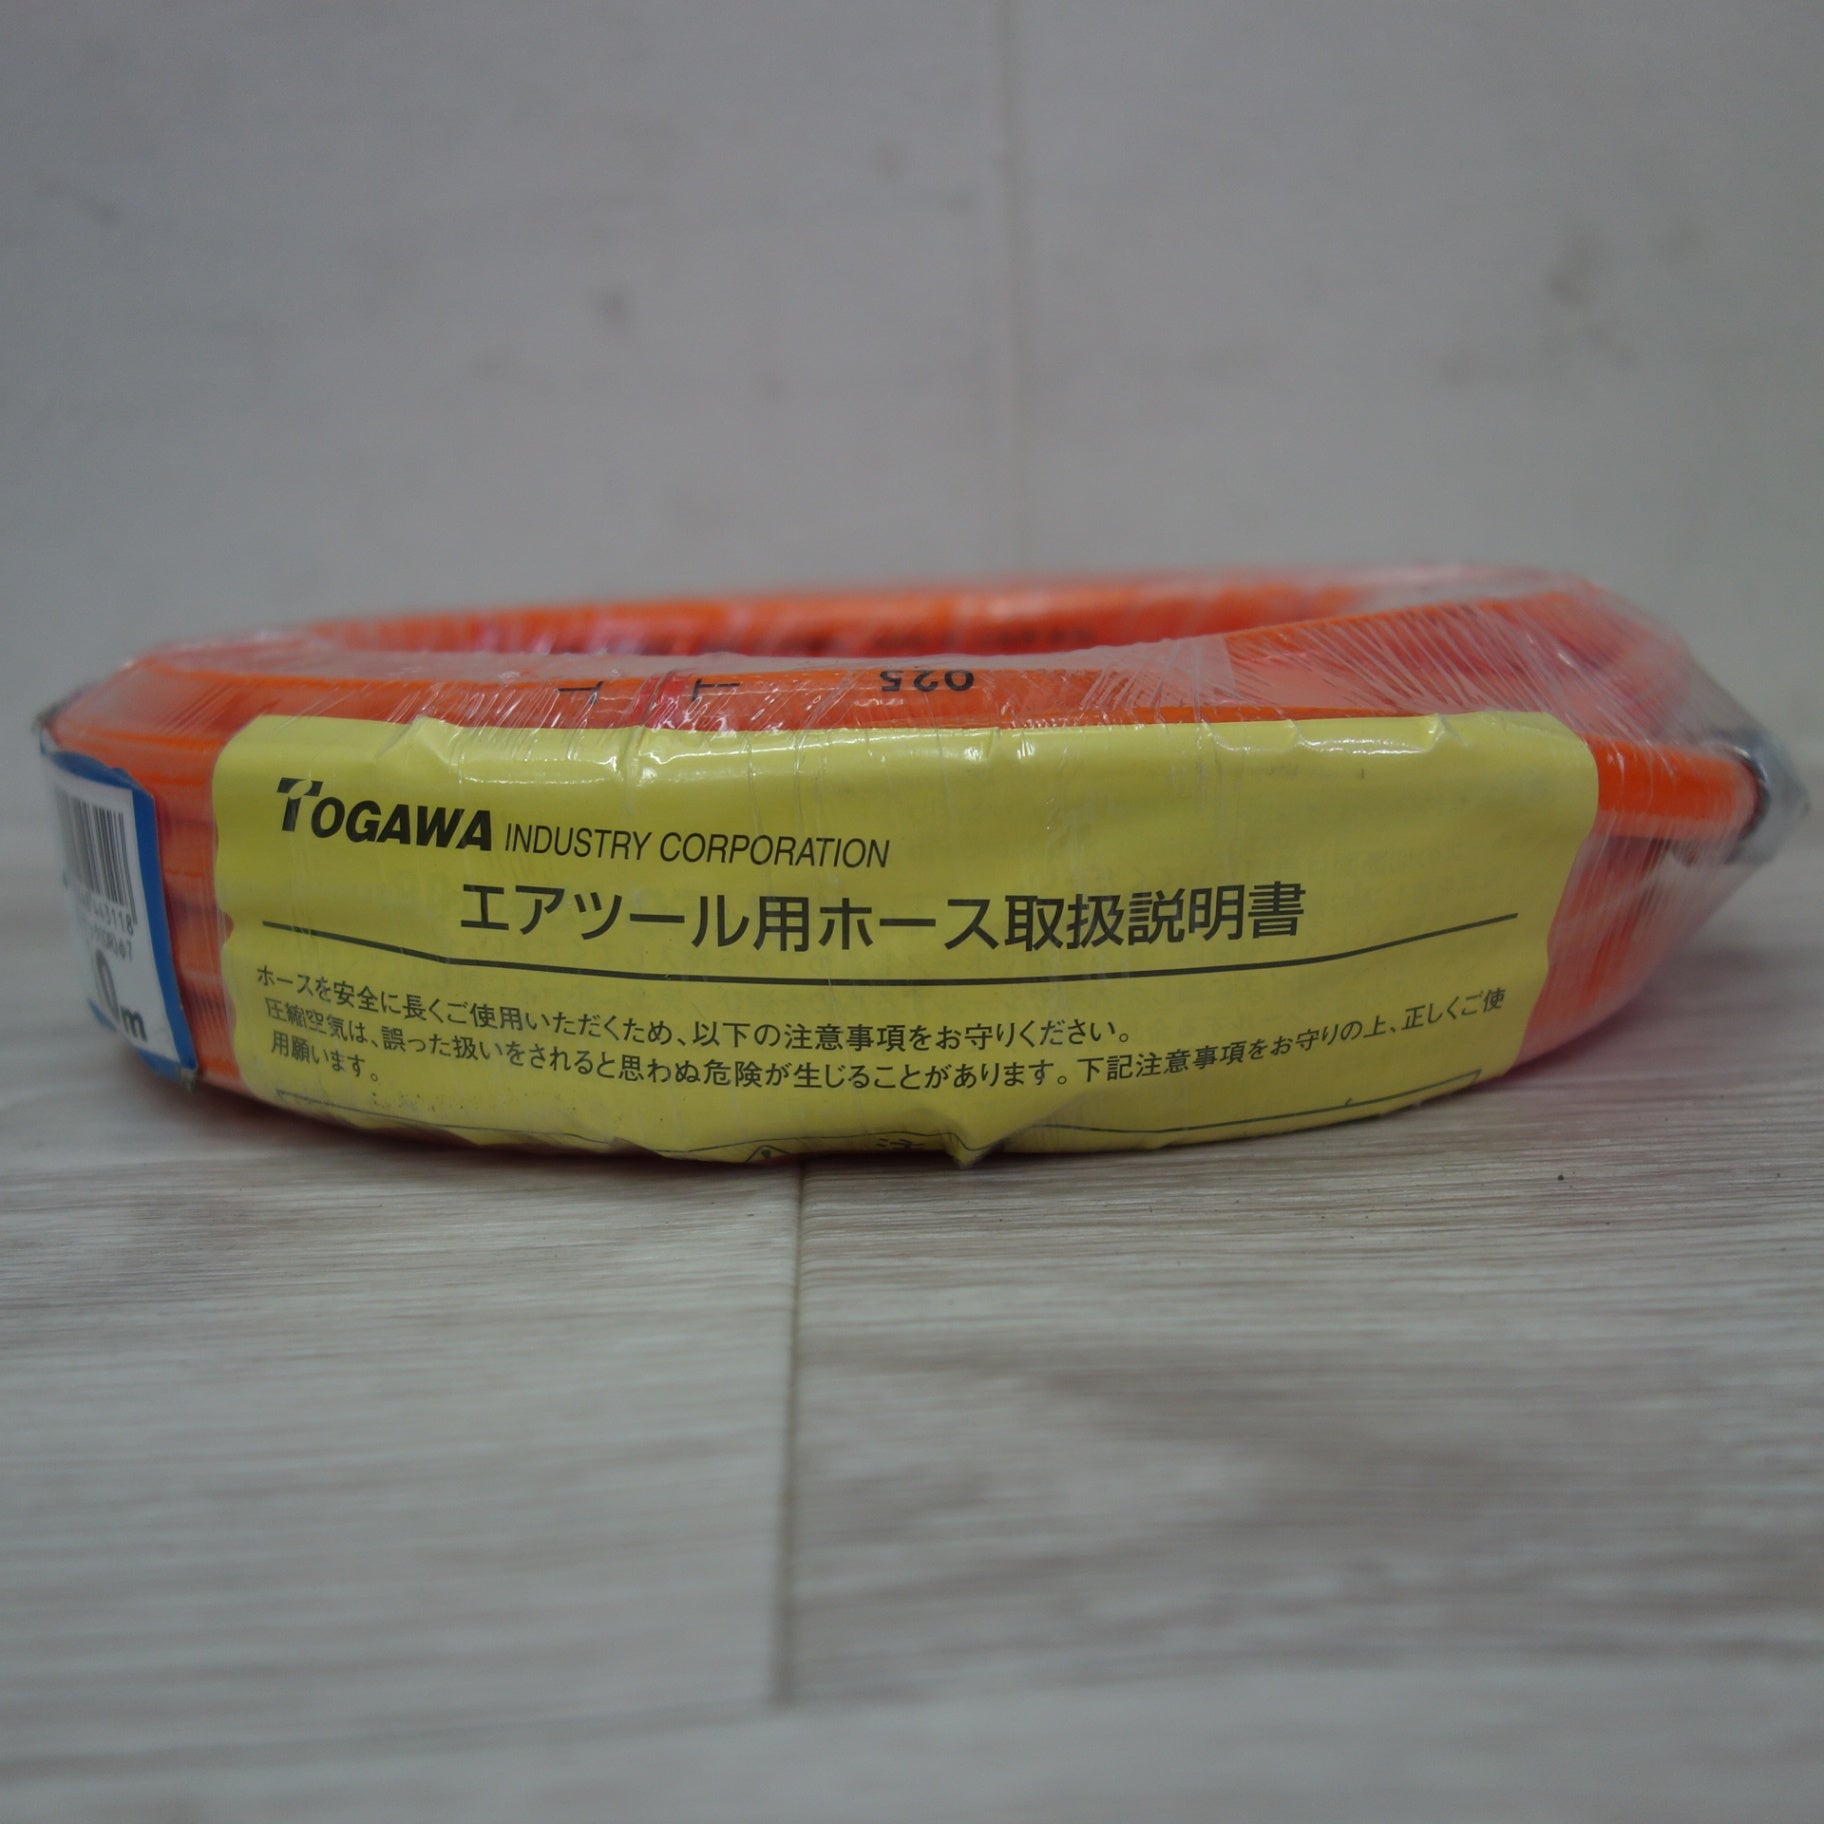 025
TOGAWA INDUSTRY CORPORATION
エアツール用ホース取扱説明書
ホースを安全に長くご使用いただくため、以下の注意事項をお守りください。
圧縮空気は、誤った扱いをされると思わぬ危険が生じることがあります。下記注意事項をお守りの上、正しくご使
用願います。
43118
0m